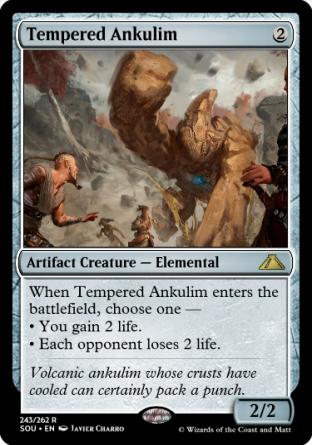 Tempered Ankulim 2
Artifact Creature — Elemental
When Tempered Ankulim enters the
battlefield, choose one —
• You gain 2 life.
• Each opponent loses 2 life.
Volcanic ankulim whose crusts have
cooled can certainly pack a punch.
2/2
243/262 R
SOU • EN Javier Charro
™ & © Wizards of the Coast and Matt